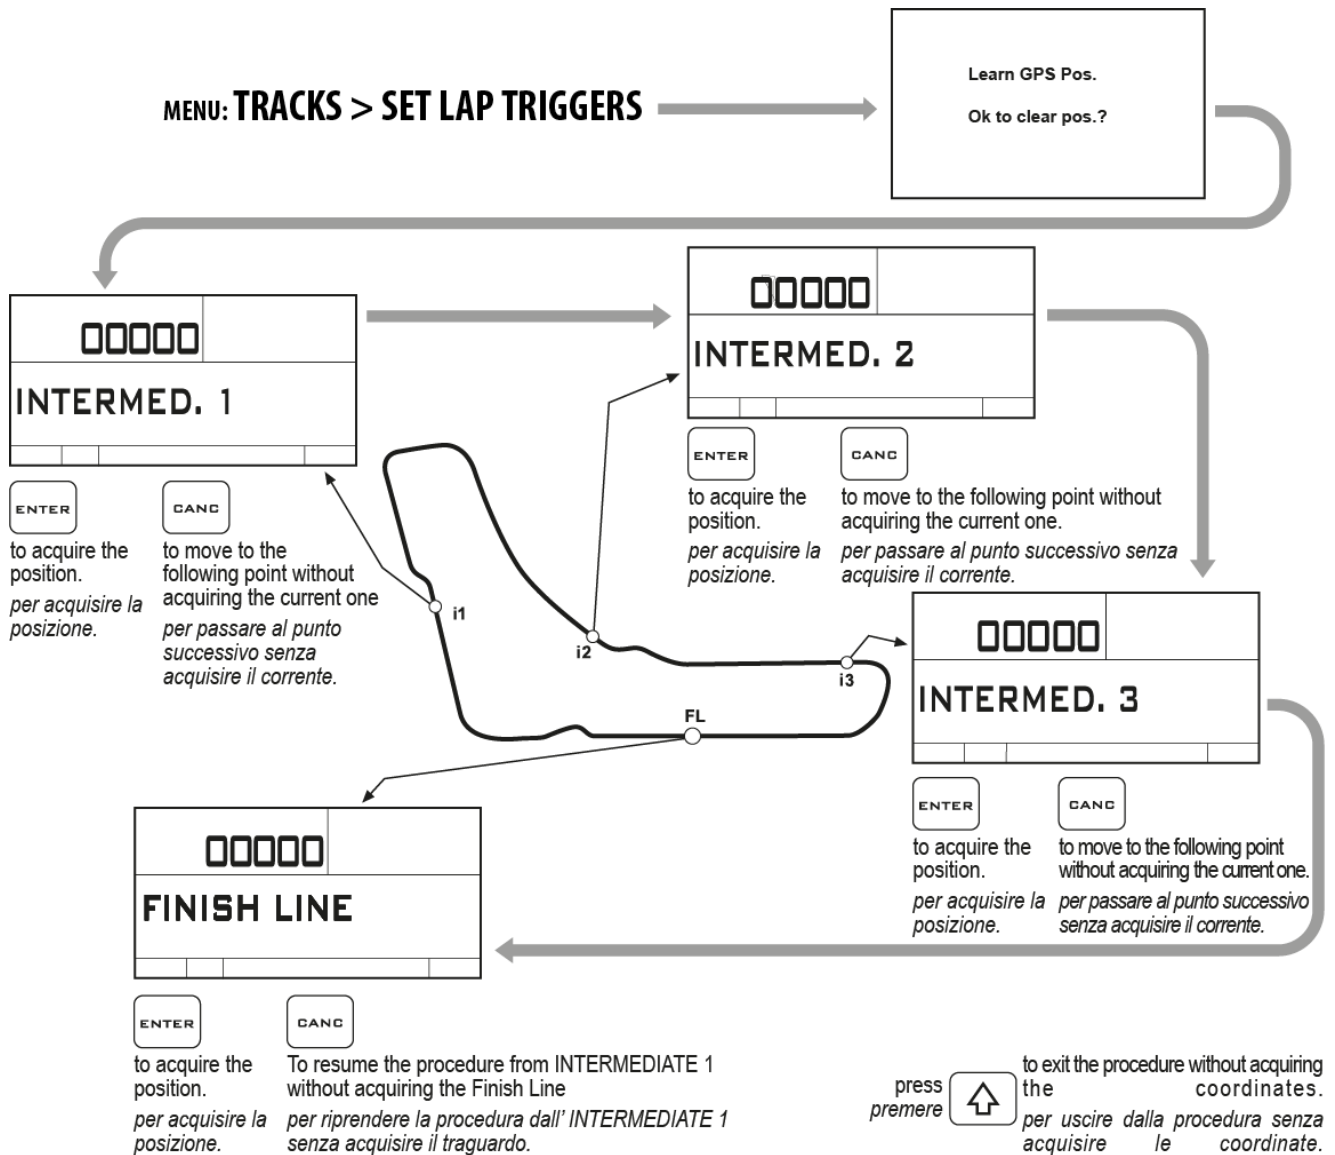 MENU: TRACKS > SET LAP TRIGGERS
Learn GPS Pos.
Ok to clear pos.?
00000
INTERMED. 1
ENTER
to acquire the
position.
per acquisire la
posizione.
CANC
to move to the
following point without
acquiring the current one
per passare al punto
successivo senza
acquisire il corrente.
00000
INTERMED. 2
ENTER
to acquire the
position.
per acquisire la
posizione.
CANC
to move to the following point without
acquiring the current one.
per passare al punto successivo senza
acquisire il corrente.
i1
i2
i3
FL
00000
INTERMED. 3
ENTER
to acquire the
position.
per acquisire la
posizione.
CANC
to move to the following point
without acquiring the current one.
per passare al punto successivo
senza acquisire il corrente.
00000
FINISH LINE
ENTER
to acquire the
position.
per acquisire la
posizione.
CANC
To resume the procedure from INTERMEDIATE 1
without acquiring the Finish Line
per riprendere la procedura dall' INTERMEDIATE 1
senza acquisire il traguardo.
press
premere
to exit the procedure without acquiring
the coordinates.
per uscire dalla procedura senza
acquisire le coordinate.